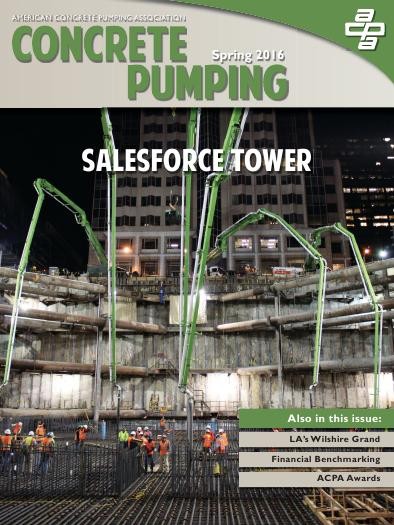 AMERICAN CONCRETE PUMPING ASSOCIATION
CONCRETE
Spring 2016
PUMPING
acpa
SALESFORCE TOWER
Also in this issue:
LA's Wilshire Grand
Financial Benchmarking
ACPA Awards